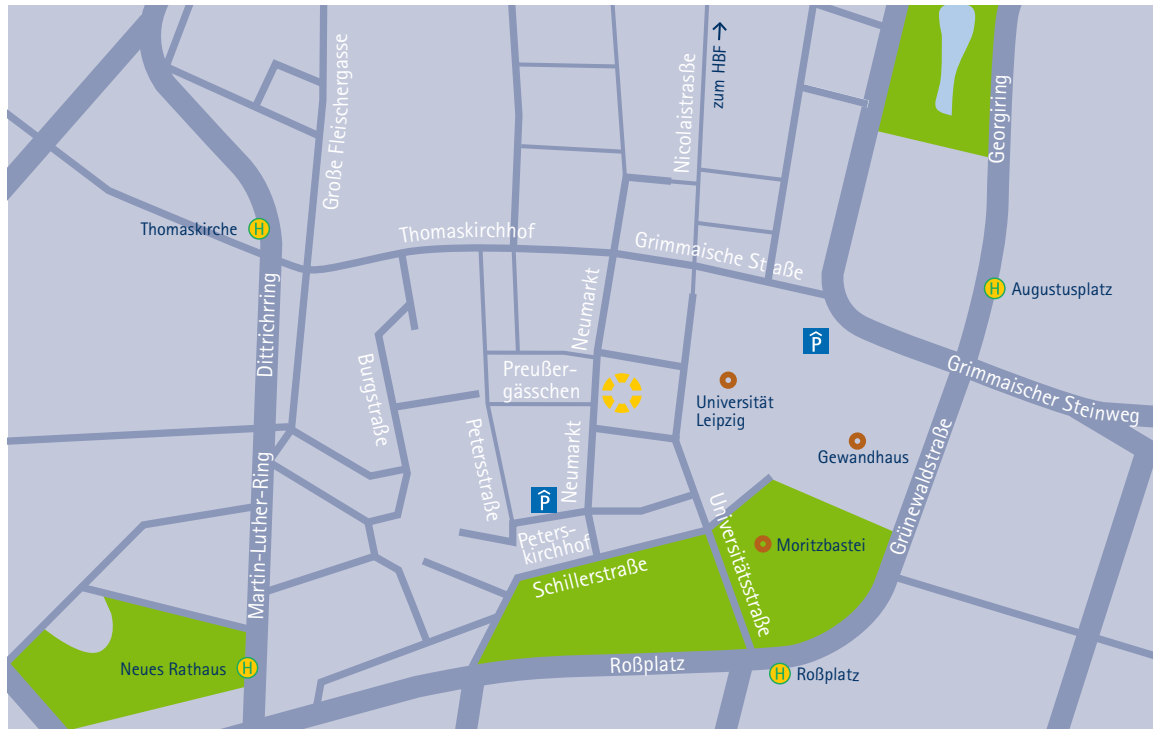 zum HBF
Große Fleischergasse
Nicolaistraße
Georgiring
Thomaskirche
H
Thomaskirchhof
Grimmaische Straße
H
Augustusplatz
Dittrichrring
Neumarkt
P
Burgstraße
Preußer-
gässchen
Universität
Leipzig
Grimmaischer Steinweg
Petersstraße
Neumarkt
Gewandhaus
P
Martin-Luther-Ring
Peters-
kirchhof
Universitätsstraße
Grünewaldstraße
Moritzbastei
Schillerstraße
Neues Rathaus
H
Roßplatz
H
Roßplatz